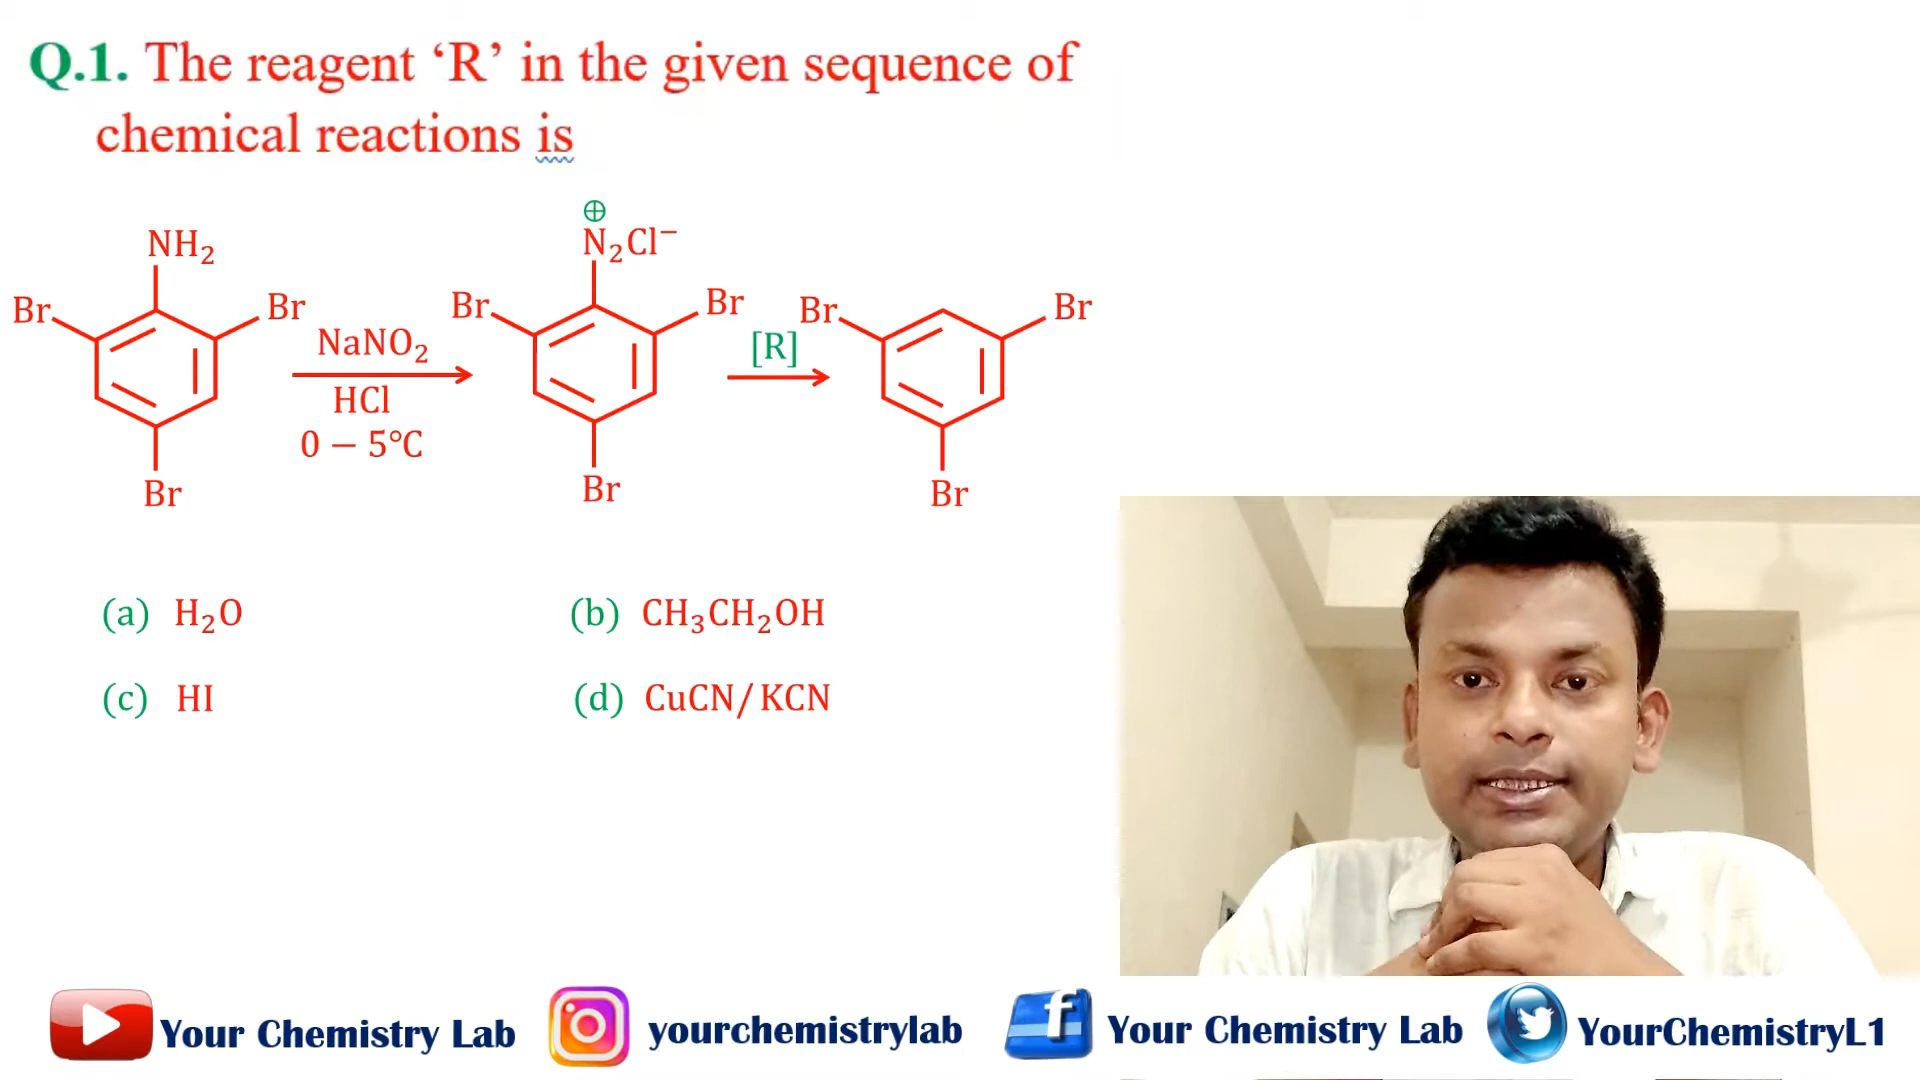 Q.1. The reagent ‘R’ in the given sequence of
chemical reactions is
NH₂
Br
Br
Br
NaNO₂
HCl
0 − 5°C
⊕
N₂Cl⁻
Br
Br
Br
[R]
Br
Br
Br
(a) H₂O
(b) CH₃CH₂OH
(c) HI
(d) CuCN/KCN
Your Chemistry Lab
yourchemistrylab
f
Your Chemistry Lab
YourChemistryL1